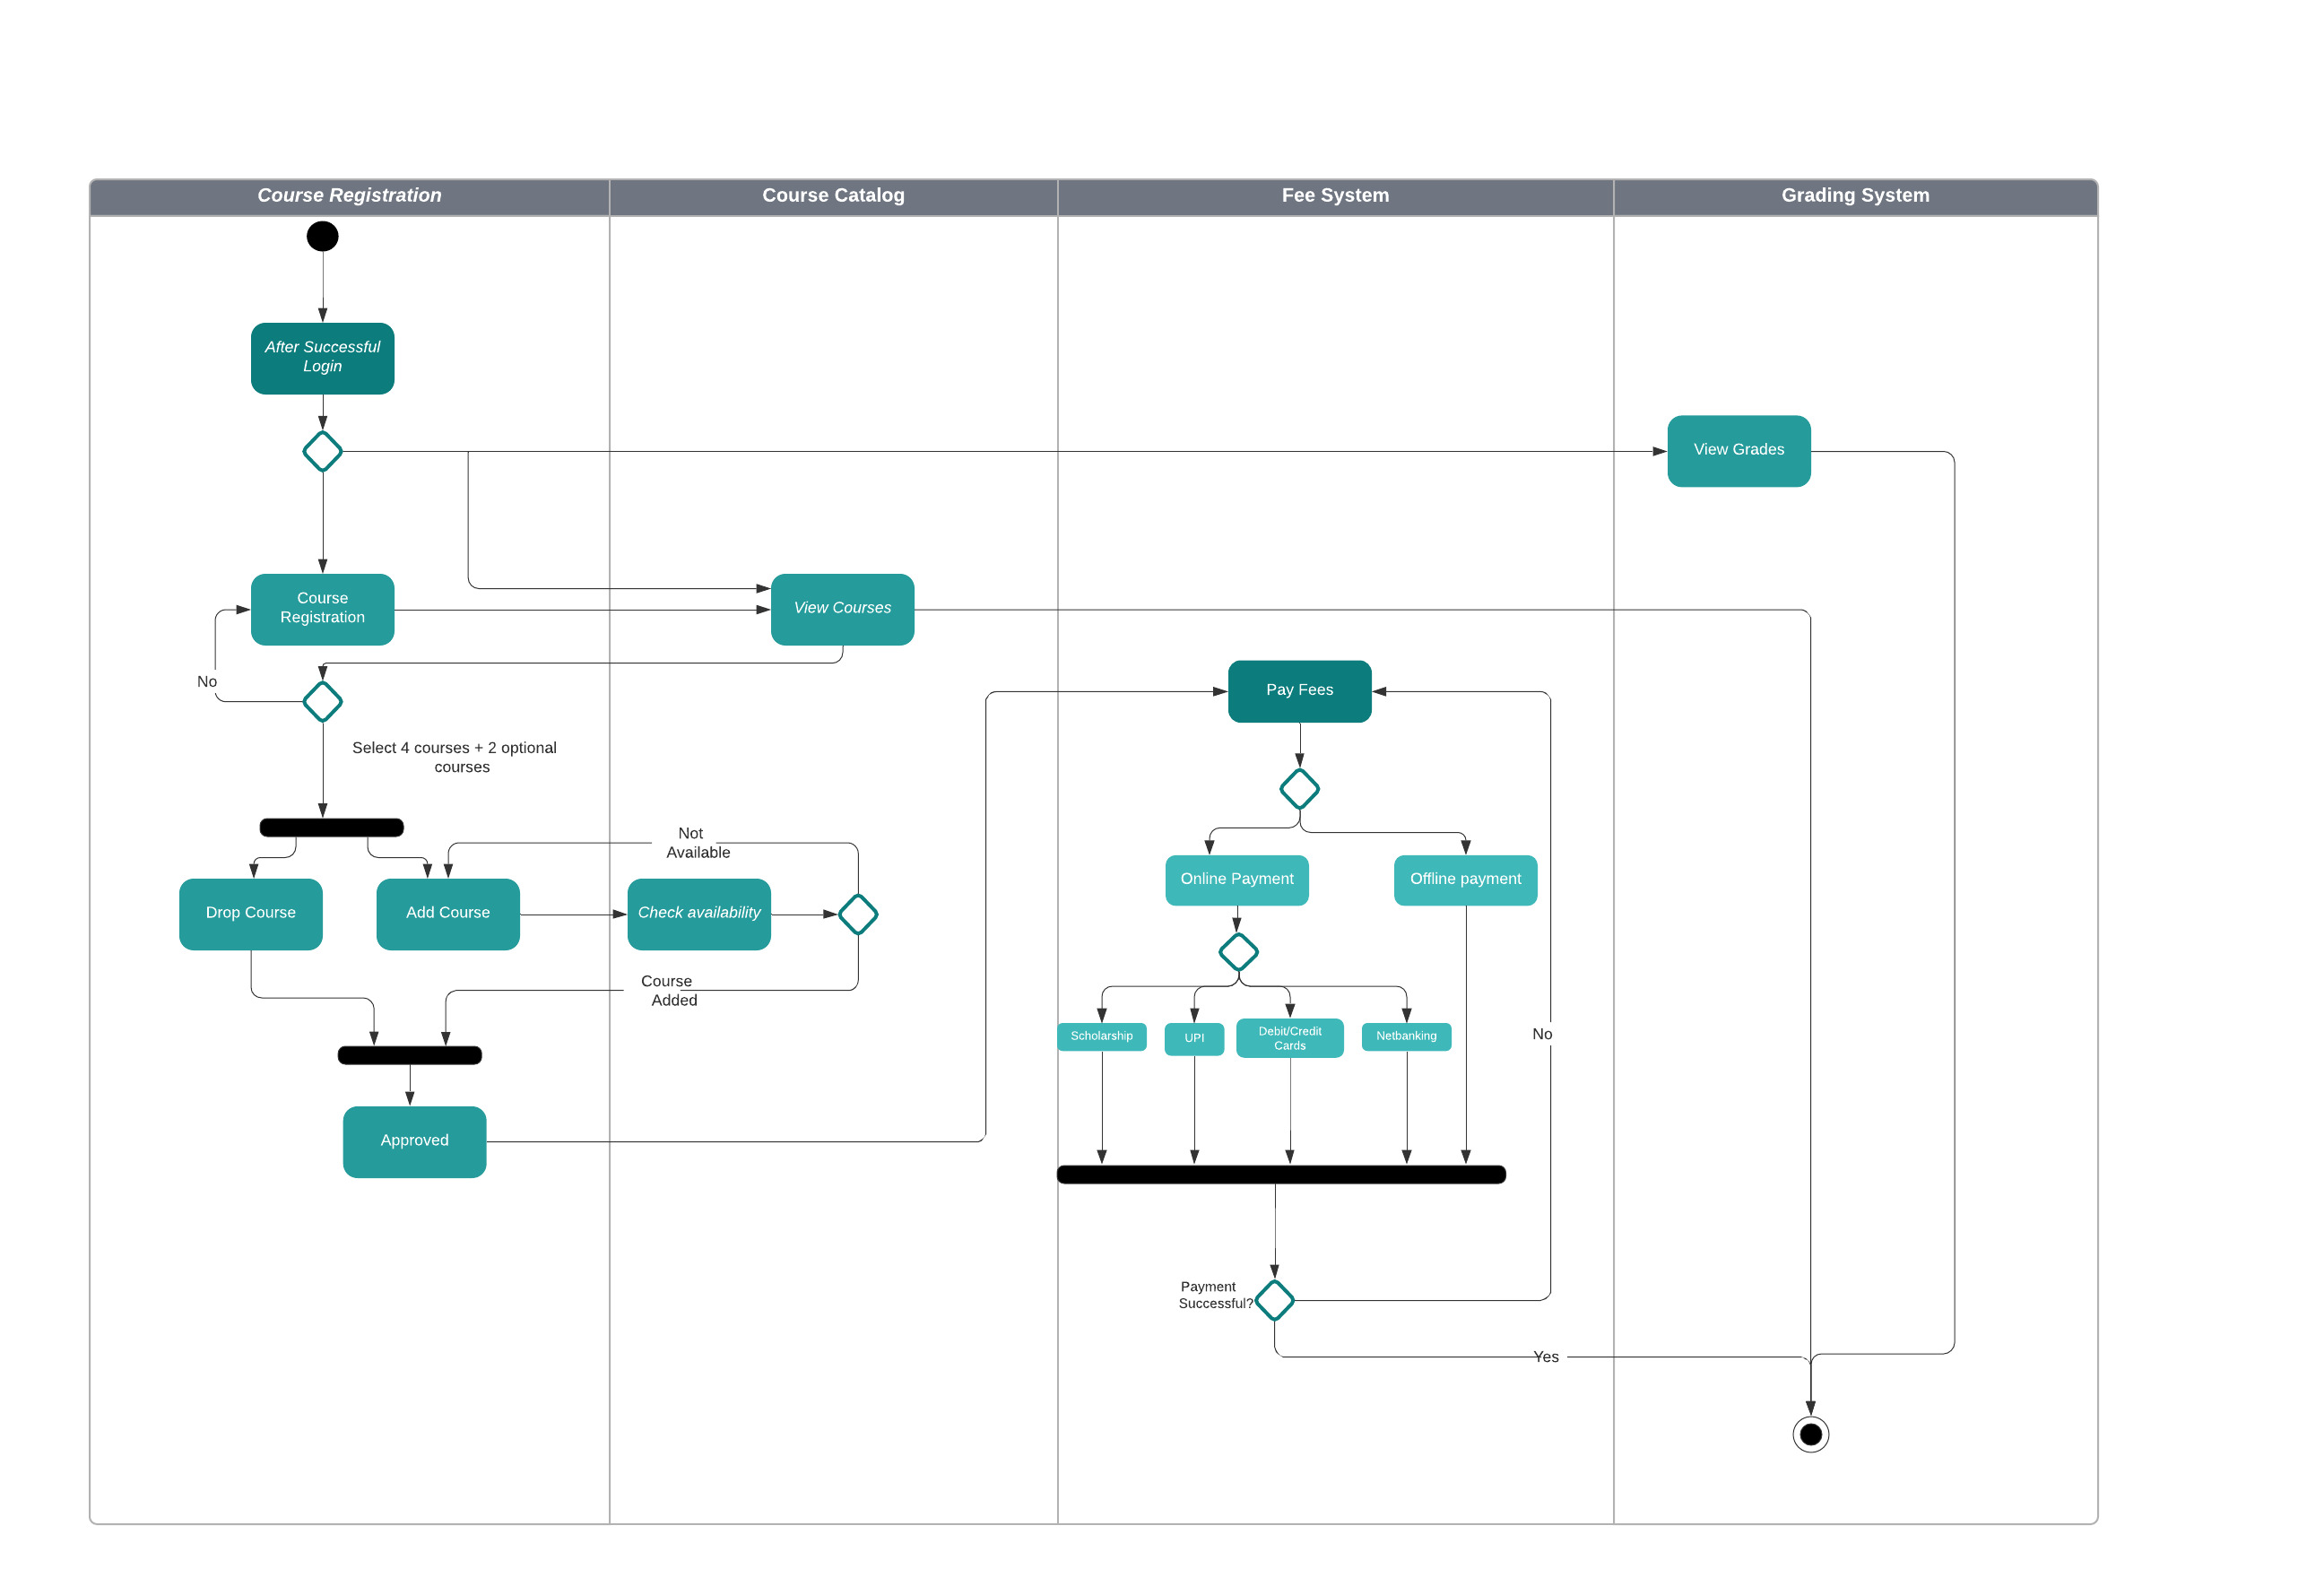 Course Registration
Course Catalog
Fee System
Grading System
After Successful
Login
View Grades
Course
Registration
View Courses
No
Pay Fees
Select 4 courses + 2 optional
courses
Not
Available
Online Payment
Offline payment
Drop Course
Add Course
Check availability
Course
Added
Scholarship
UPI
Debit/Credit
Cards
Netbanking
No
Approved
Payment
Successful?
Yes